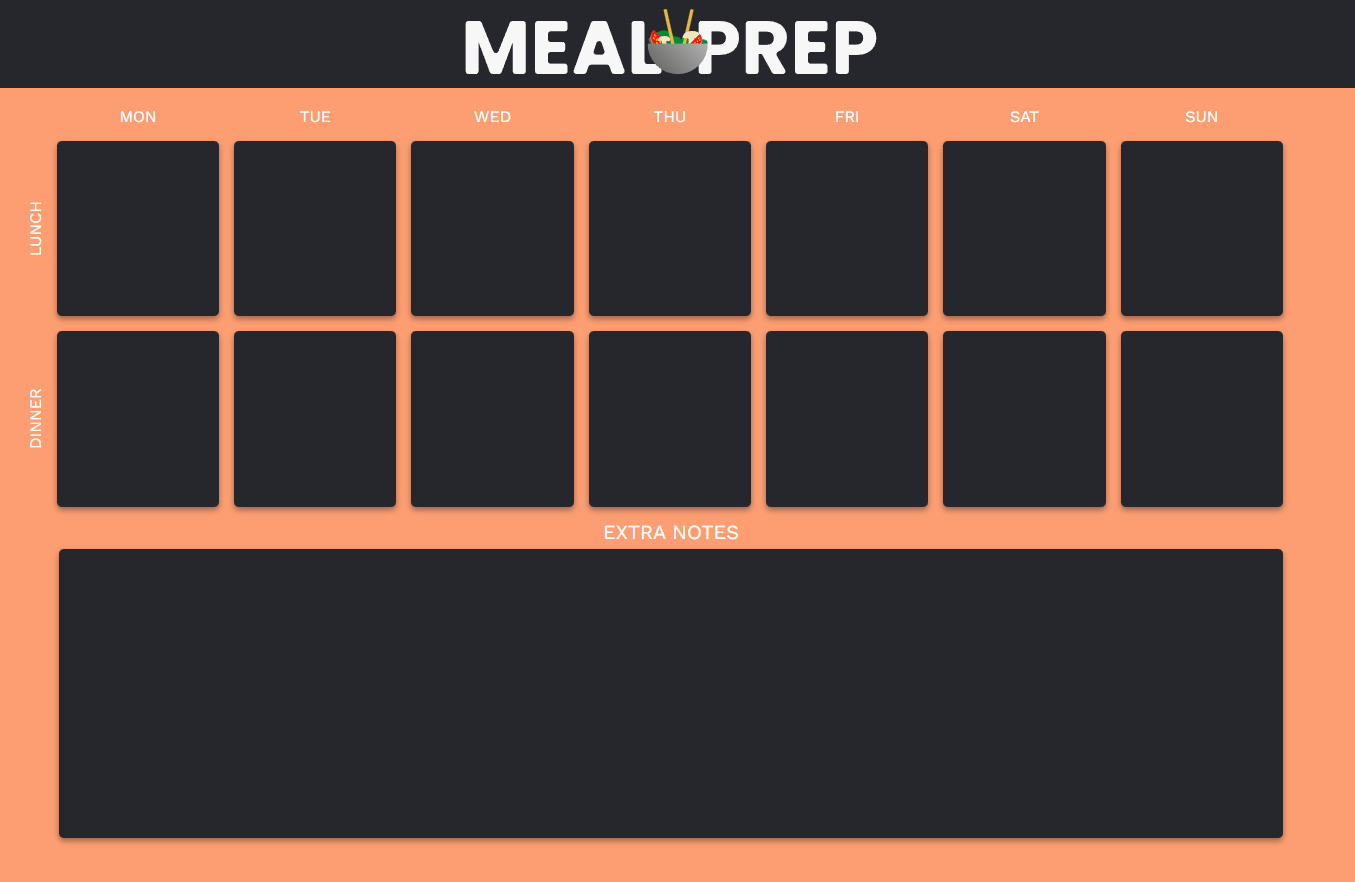 MEAL PREP
MON TUE WED THU FRI SAT SUN
LUNCH
DINNER
EXTRA NOTES